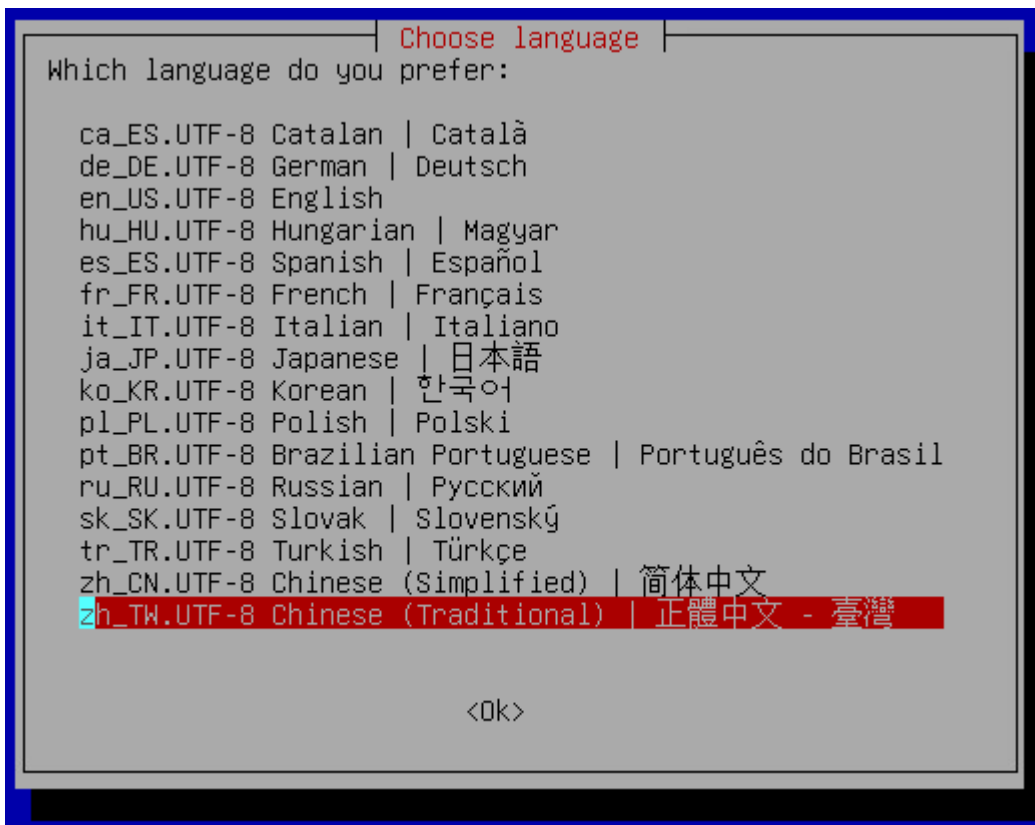 Choose language
Which language do you prefer:
ca_ES.UTF-8 Catalan | Català
de_DE.UTF-8 German | Deutsch
en_US.UTF-8 English
hu_HU.UTF-8 Hungarian | Magyar
es_ES.UTF-8 Spanish | Español
fr_FR.UTF-8 French | Français
it_IT.UTF-8 Italian | Italiano
ja_JP.UTF-8 Japanese | 日本語
ko_KR.UTF-8 Korean | 한국어
pl_PL.UTF-8 Polish | Polski
pt_BR.UTF-8 Brazilian Portuguese | Português do Brasil
ru_RU.UTF-8 Russian | Русский
sk_SK.UTF-8 Slovak | Slovenský
tr_TR.UTF-8 Turkish | Türkçe
zh_CN.UTF-8 Chinese (Simplified) | 简体中文
zh_TW.UTF-8 Chinese (Traditional) | 正體中文 - 臺灣
<Ok>